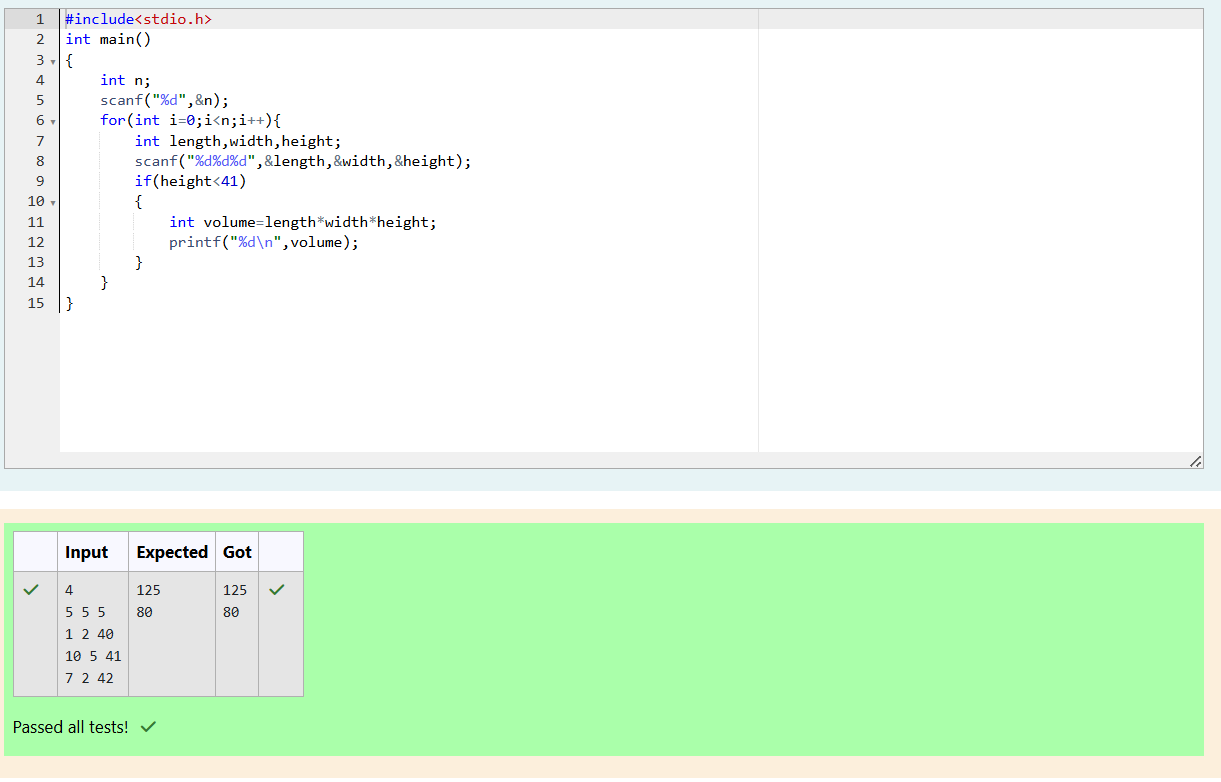 1 #include<stdio.h>
2 int main()
3 {
4     int n;
5     scanf("%d",&n);
6     for(int i=0;i<n;i++){
7         int length,width,height;
8         scanf("%d%d%d",&length,&width,&height);
9         if(height<41)
10         {
11             int volume=length*width*height;
12             printf("%d\n",volume);
13         }
14     }
15 }
Input Expected Got
4 125 125
5 5 5 80 80
1 2 40
10 5 41
7 2 42
Passed all tests!